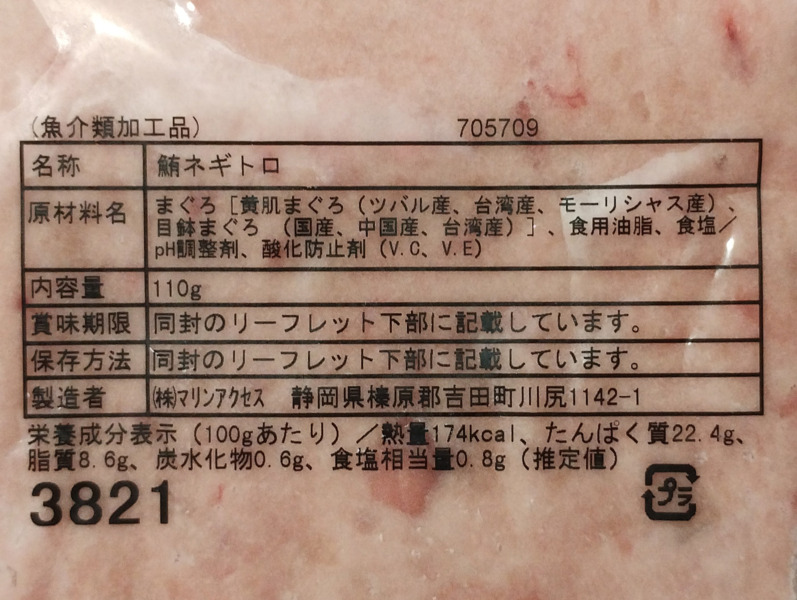 (魚介類加工品) 705709
名称 鮪ネギトロ
原材料名 まぐろ［黄肌まぐろ（ツバル産、台湾産、モーリシャス産）、
目鉢まぐろ （国産、中国産、台湾産）］、食用油脂、食塩／
pH調整剤、酸化防止剤（V.C、V.E）
内容量 110g
賞味期限 同封のリーフレット下部に記載しています。
保存方法 同封のリーフレット下部に記載しています。
製造者 ㈱マリンアクセス 静岡県榛原郡吉田町川尻1142-1
栄養成分表示（100gあたり）／熱量174kcal、たんぱく質22.4g、
脂質8.6g、炭水化物0.6g、食塩相当量0.8g（推定値）
3821
プラ